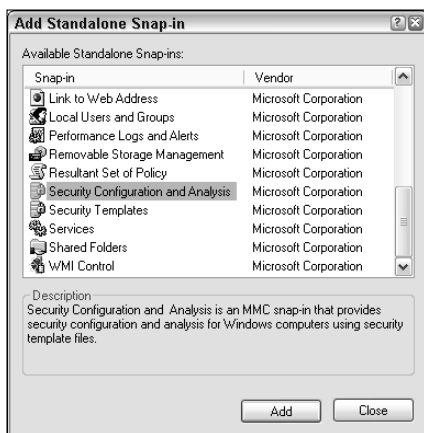 Add Standalone Snap-in
Available Standalone Snap-ins:
Snap-in Vendor
Link to Web Address Microsoft Corporation
Local Users and Groups Microsoft Corporation
Performance Logs and Alerts Microsoft Corporation
Removable Storage Management Microsoft Corporation
Resultant Set of Policy Microsoft Corporation
Security Configuration and Analysis Microsoft Corporation
Security Templates Microsoft Corporation
Services Microsoft Corporation
Shared Folders Microsoft Corporation
WMI Control Microsoft Corporation
Description
Security Configuration and Analysis is an MMC snap-in that provides
security configuration and analysis for Windows computers using security
template files.
Add Close